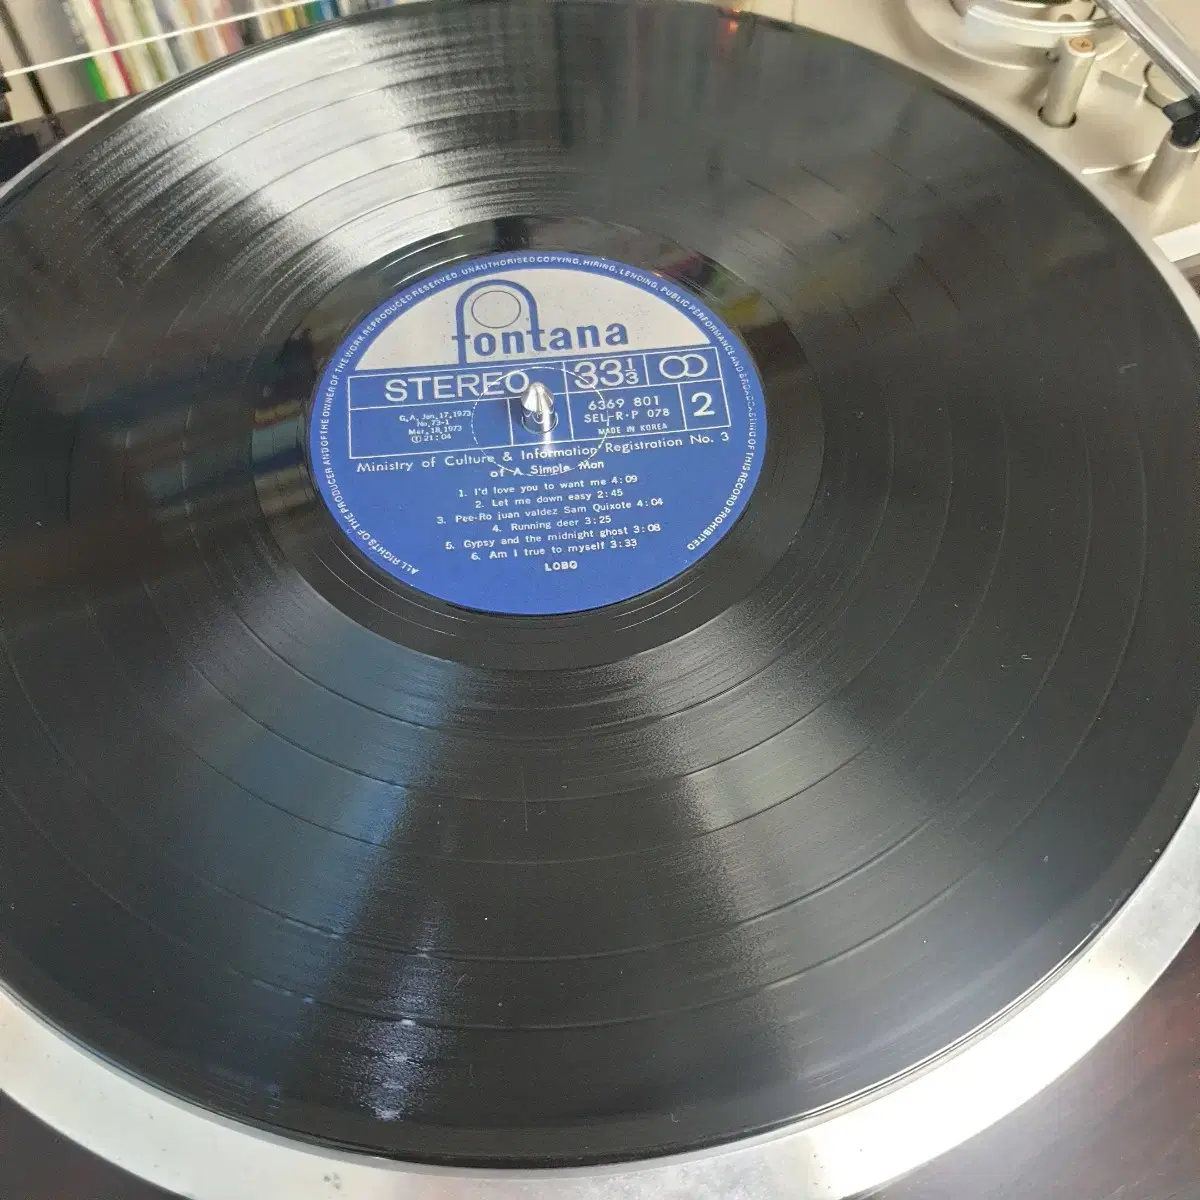 ALL RIGHTS OF THE PRODUCER AND OF THE OWNER OF THE WORK REPRODUCED RESERVED. UNAUTHORISED COPYING, HIRING, LENDING, PUBLIC PERFORMANCE AND BROADCASTING OF THIS RECORD PROHIBITED
fontana
STEREO
33 1/3
6369 801
SEL-R·P 078
MADE IN KOREA
2
G.A. Jan,17,1973
No,73-1
Mar,18,1973
Ⓟ 21:04
Ministry of Culture & Information Registration No. 3
of A Simple Man
1. I'd love you to want me 4:09
2. Let me down easy 2:45
3. Pee-Ro juan valdez Sam Quixote 4:04
4. Running deer 3:25
5. Gypsy and the midnight ghost 3:08
6. Am I true to myself 3:33
LOBO